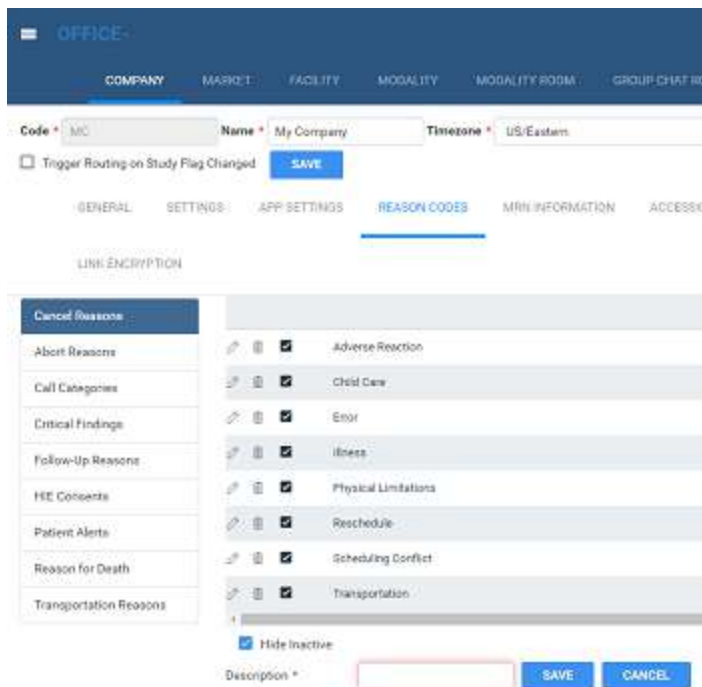 OFFICE-
COMPANY MARKET FACILITY MODALITY MODALITY ROOM GROUP CHAT
Code * MC Name * My Company Timezone * US/Eastern
Trigger Routing on Study Flag Changed SAVE
GENERAL SETTINGS APP SETTINGS REASON CODES MRN INFORMATION
LINK ENCRYPTION
Cancel Reasons
Abort Reasons Adverse Reaction
Call Categories Child Care
Critical Findings Error
Follow-Up Reasons Illness
HIE Consents Physical Limitations
Patient Alerts Reschedule
Reason for Death Scheduling Conflict
Transportation Reasons Transportation
Hide Inactive
Description * SAVE CANCEL